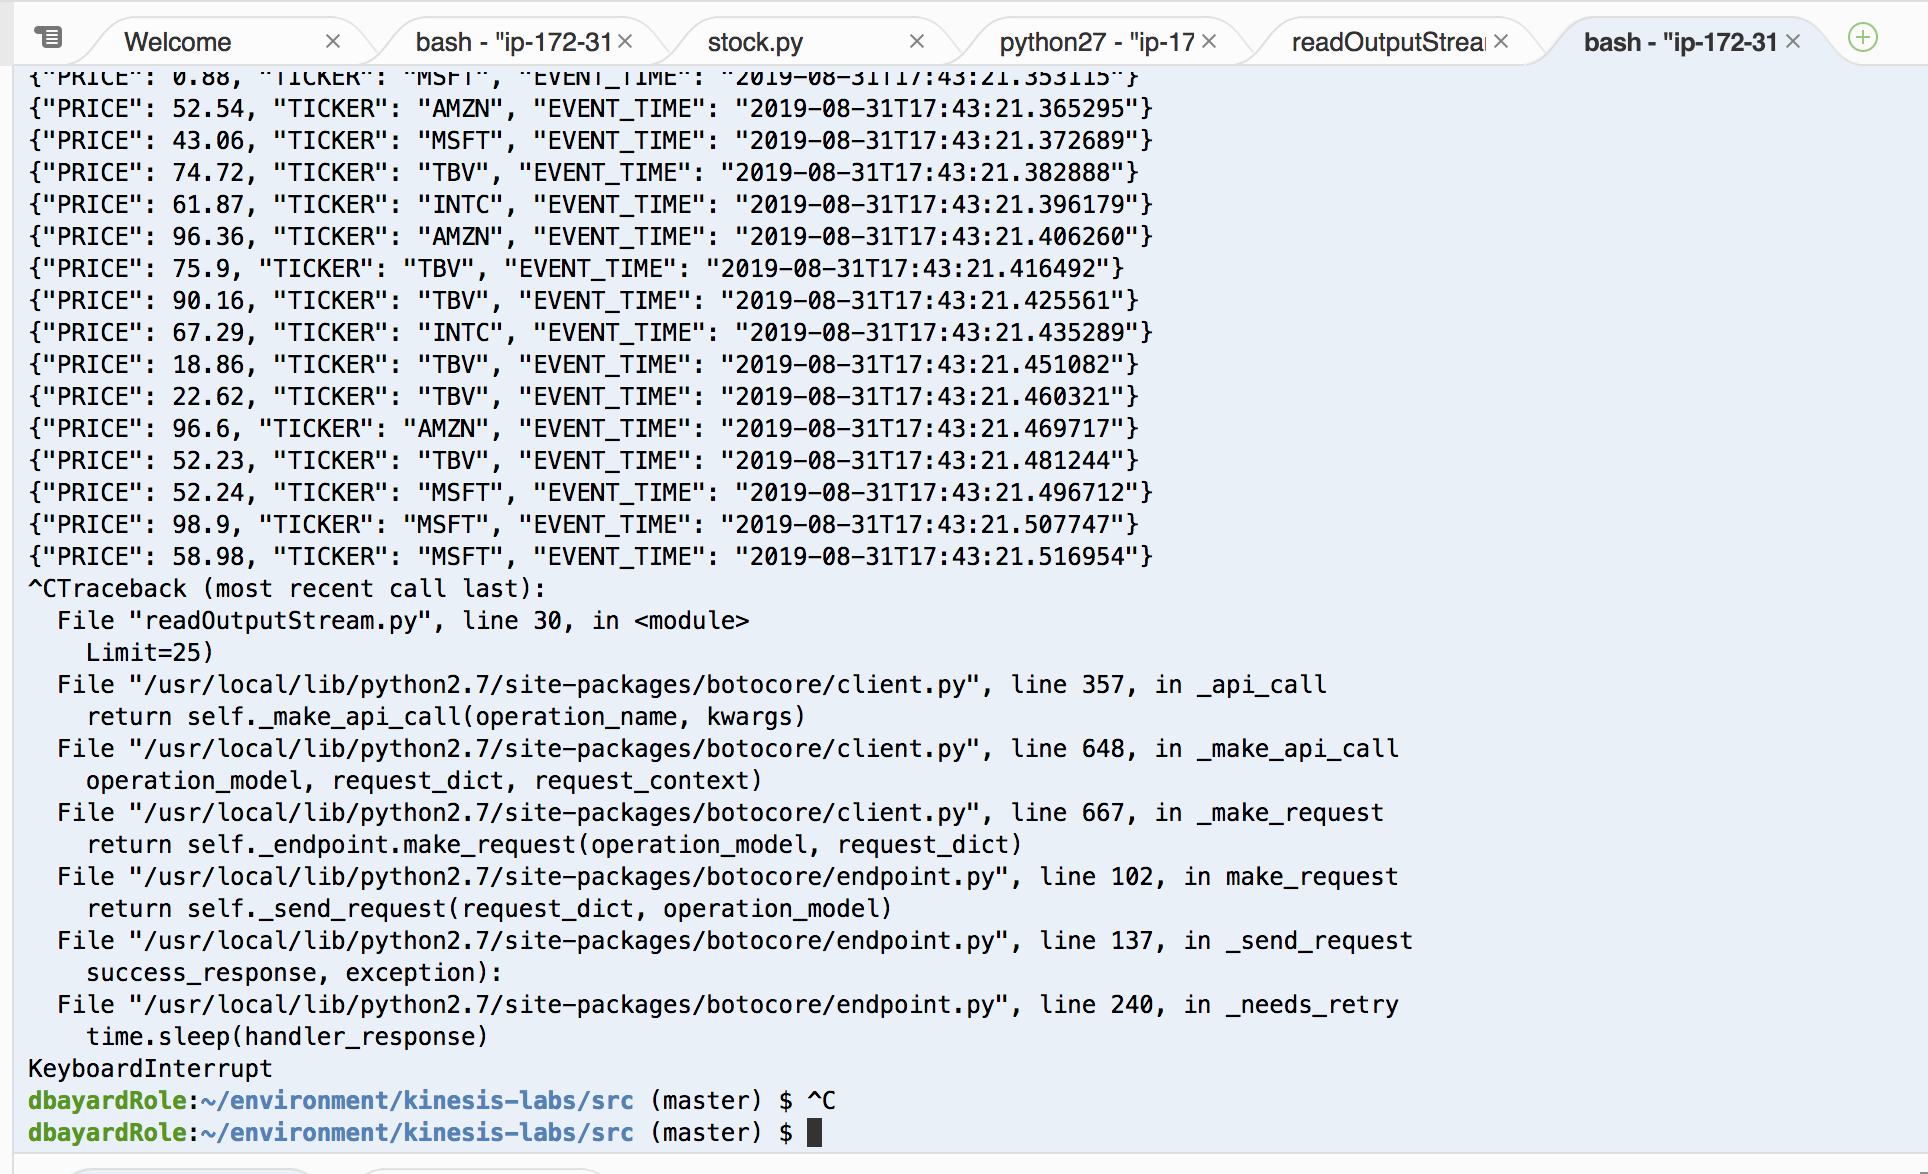 Welcome
bash - "ip-172-31
stock.py
python27 - "ip-17
readOutputStrea
bash - "ip-172-31
{"PRICE": 0.88, "TICKER": "MSFT", "EVENT_TIME": "2019-08-31T17:43:21.353115"}
{"PRICE": 52.54, "TICKER": "AMZN", "EVENT_TIME": "2019-08-31T17:43:21.365295"}
{"PRICE": 43.06, "TICKER": "MSFT", "EVENT_TIME": "2019-08-31T17:43:21.372689"}
{"PRICE": 74.72, "TICKER": "TBV", "EVENT_TIME": "2019-08-31T17:43:21.382888"}
{"PRICE": 61.87, "TICKER": "INTC", "EVENT_TIME": "2019-08-31T17:43:21.396179"}
{"PRICE": 96.36, "TICKER": "AMZN", "EVENT_TIME": "2019-08-31T17:43:21.406260"}
{"PRICE": 75.9, "TICKER": "TBV", "EVENT_TIME": "2019-08-31T17:43:21.416492"}
{"PRICE": 90.16, "TICKER": "TBV", "EVENT_TIME": "2019-08-31T17:43:21.425561"}
{"PRICE": 67.29, "TICKER": "INTC", "EVENT_TIME": "2019-08-31T17:43:21.435289"}
{"PRICE": 18.86, "TICKER": "TBV", "EVENT_TIME": "2019-08-31T17:43:21.451082"}
{"PRICE": 22.62, "TICKER": "TBV", "EVENT_TIME": "2019-08-31T17:43:21.460321"}
{"PRICE": 96.6, "TICKER": "AMZN", "EVENT_TIME": "2019-08-31T17:43:21.469717"}
{"PRICE": 52.23, "TICKER": "TBV", "EVENT_TIME": "2019-08-31T17:43:21.481244"}
{"PRICE": 52.24, "TICKER": "MSFT", "EVENT_TIME": "2019-08-31T17:43:21.496712"}
{"PRICE": 98.9, "TICKER": "MSFT", "EVENT_TIME": "2019-08-31T17:43:21.507747"}
{"PRICE": 58.98, "TICKER": "MSFT", "EVENT_TIME": "2019-08-31T17:43:21.516954"}
^CTraceback (most recent call last):
  File "readOutputStream.py", line 30, in <module>
    Limit=25)
  File "/usr/local/lib/python2.7/site-packages/botocore/client.py", line 357, in _api_call
    return self._make_api_call(operation_name, kwargs)
  File "/usr/local/lib/python2.7/site-packages/botocore/client.py", line 648, in _make_api_call
    operation_model, request_dict, request_context)
  File "/usr/local/lib/python2.7/site-packages/botocore/client.py", line 667, in _make_request
    return self._endpoint.make_request(operation_model, request_dict)
  File "/usr/local/lib/python2.7/site-packages/botocore/endpoint.py", line 102, in make_request
    return self._send_request(request_dict, operation_model)
  File "/usr/local/lib/python2.7/site-packages/botocore/endpoint.py", line 137, in _send_request
    success_response, exception):
  File "/usr/local/lib/python2.7/site-packages/botocore/endpoint.py", line 240, in _needs_retry
    time.sleep(handler_response)
KeyboardInterrupt
dbayardRole:~/environment/kinesis-labs/src (master) $ ^C
dbayardRole:~/environment/kinesis-labs/src (master) $